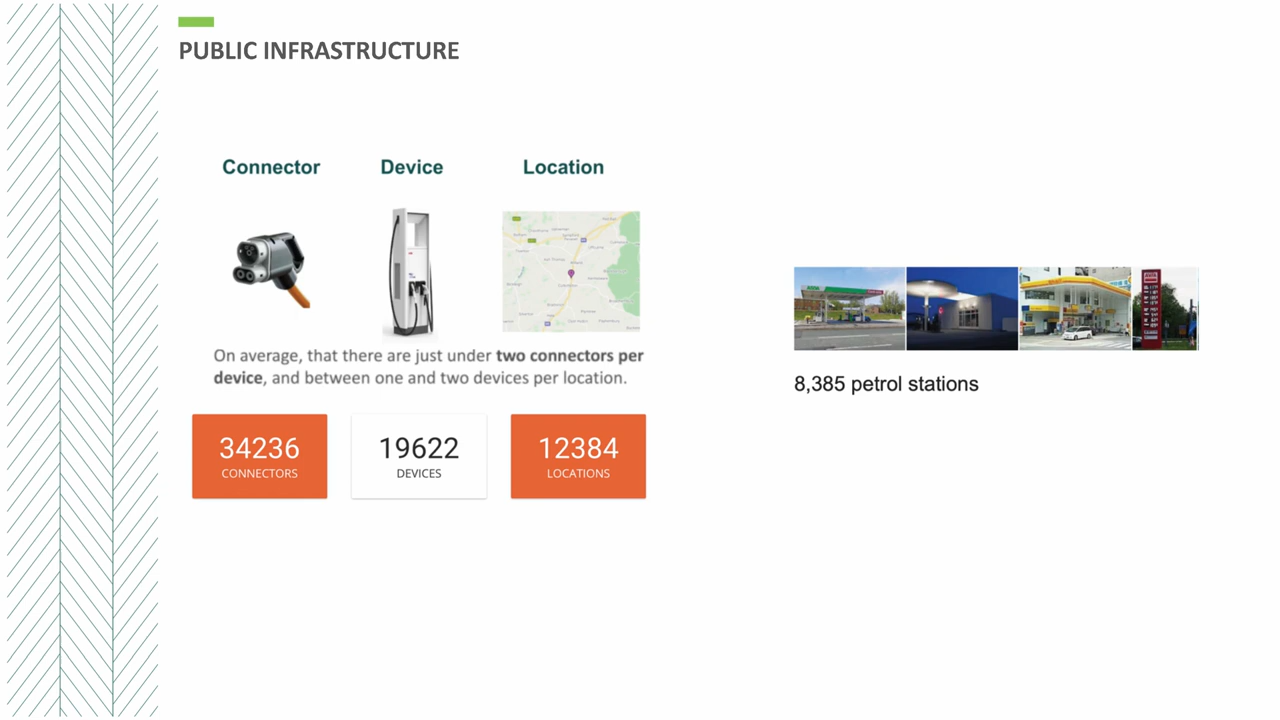 PUBLIC INFRASTRUCTURE
Connector
Device
Location
On average, that there are just under two connectors per
device, and between one and two devices per location.
34236
CONNECTORS
19622
DEVICES
12384
LOCATIONS
8,385 petrol stations